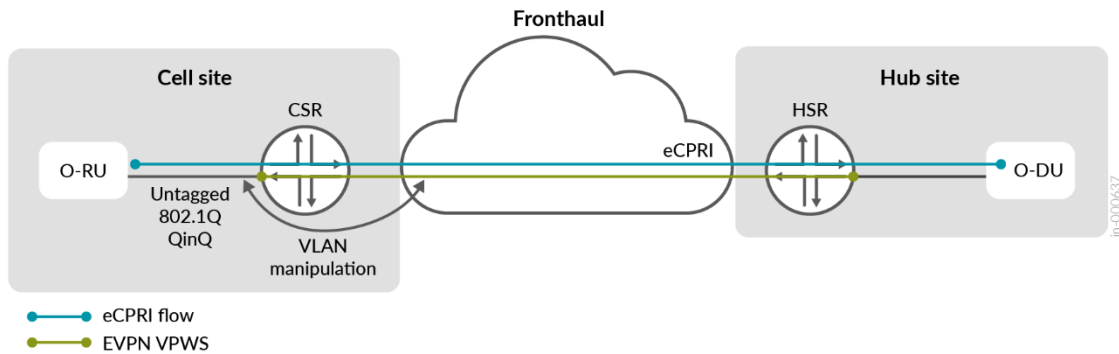 Fronthaul
Cell site
Hub site
CSR
HSR
eCPRI
O-RU
O-DU
Untagged
802.1Q
QinQ
VLAN
manipulation
jn-000637
eCPRI flow
EVPN VPWS